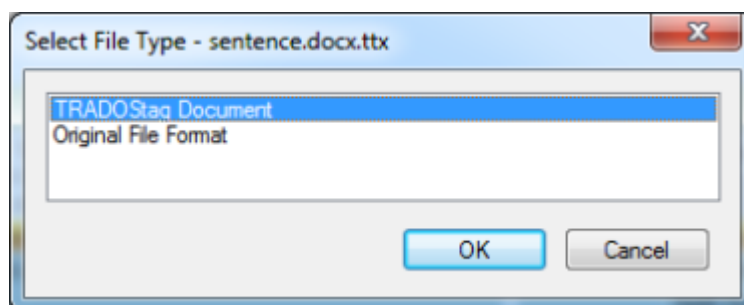 Select File Type - sentence.docx.ttx
TRADOStag Document
Original File Format
OK Cancel